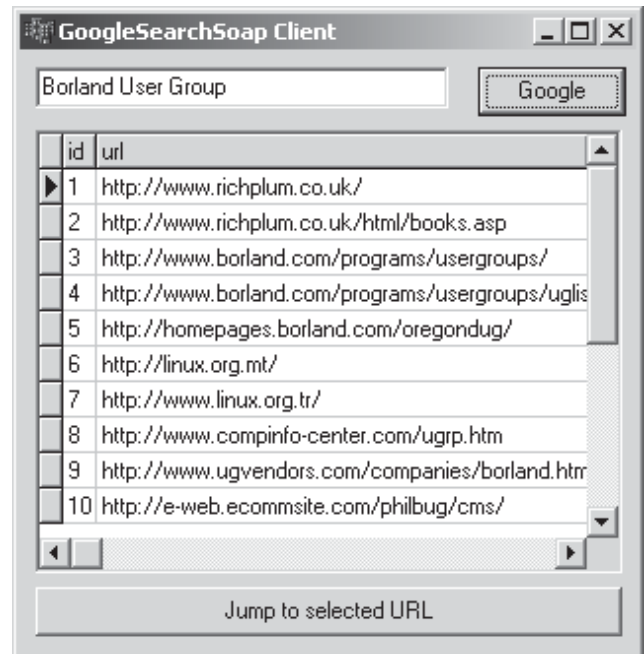 GoogleSearchSoap Client
Borland User Group
Google
id url
1 http://www.richplum.co.uk/
2 http://www.richplum.co.uk/html/books.asp
3 http://www.borland.com/programs/usergroups/
4 http://www.borland.com/programs/usergroups/uglis
5 http://homepages.borland.com/oregondug/
6 http://linux.org.mt/
7 http://www.linux.org.tr/
8 http://www.compinfo-center.com/ugrp.htm
9 http://www.ugvendors.com/companies/borland.htm
10 http://e-web.ecommsite.com/philbug/cms/
Jump to selected URL